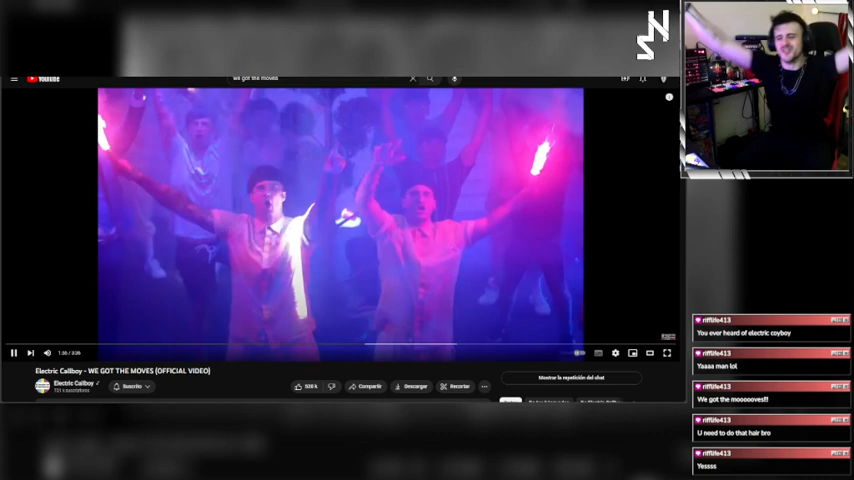 YouTube
we got the moves
Electric Callboy - WE GOT THE MOVES (OFFICIAL VIDEO)
Electric Callboy
Suscrito
Compartir
Descargar
Recortar
Mostrar la repetición del chat
rifflife413
You ever heard of electric coyboy
rifflife413
Yaaaa man lol
rifflife413
We got the moooooves!!!
rifflife413
U need to do that hair bro
rifflife413
Yessss